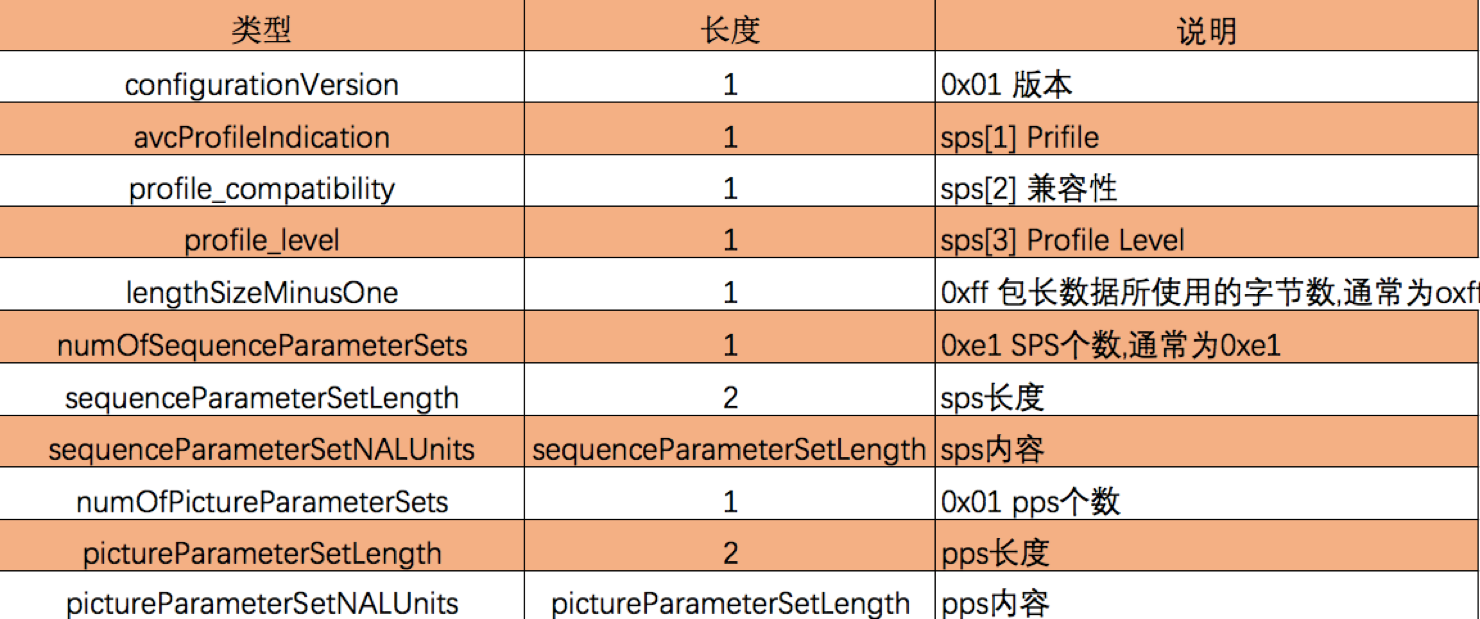 类型 长度 说明
configurationVersion 1 0x01 版本
avcProfileIndication 1 sps[1] Prifile
profile_compatibility 1 sps[2] 兼容性
profile_level 1 sps[3] Profile Level
lengthSizeMinusOne 1 0xff 包长数据所使用的字节数,通常为oxff
numOfSequenceParameterSets 1 0xe1 SPS个数,通常为0xe1
sequenceParameterSetLength 2 sps长度
sequenceParameterSetNALUnits sequenceParameterSetLength sps内容
numOfPictureParameterSets 1 0x01 pps个数
pictureParameterSetLength 2 pps长度
pictureParameterSetNALUnits pictureParameterSetLength pps内容